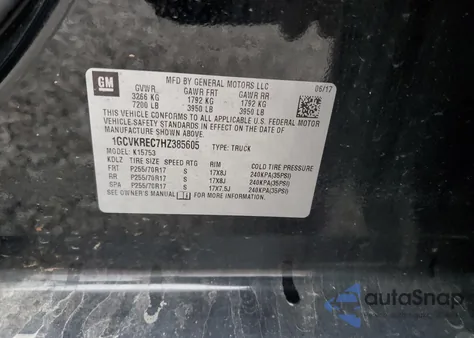 GM
MFD BY GENERAL MOTORS LLC
06/17
GVWR GAWR FRT GAWR RR
3266 KG 1792 KG 1792 KG
7200 LB 3950 LB 3950 LB
THIS VEHICLE CONFORMS TO ALL APPLICABLE U.S. FEDERAL MOTOR
VEHICLE SAFETY STANDARDS IN EFFECT ON THE DATE OF
MANUFACTURE SHOWN ABOVE.
1GCVKREC7HZ385605 TYPE: TRUCK
MODEL: K15753
KDLZ TIRE SIZE SPEED RTG RIM COLD TIRE PRESSURE
FRT P255/70R17 S 17X8J 240KPA(35PSI)
RR P255/70R17 S 17X8J 240KPA(35PSI)
SPA P255/70R17 S 17X7.5J 240KPA(35PSI)
SEE OWNER'S MANUAL FOR ADDITIONAL INFORMATION.
autoSnap